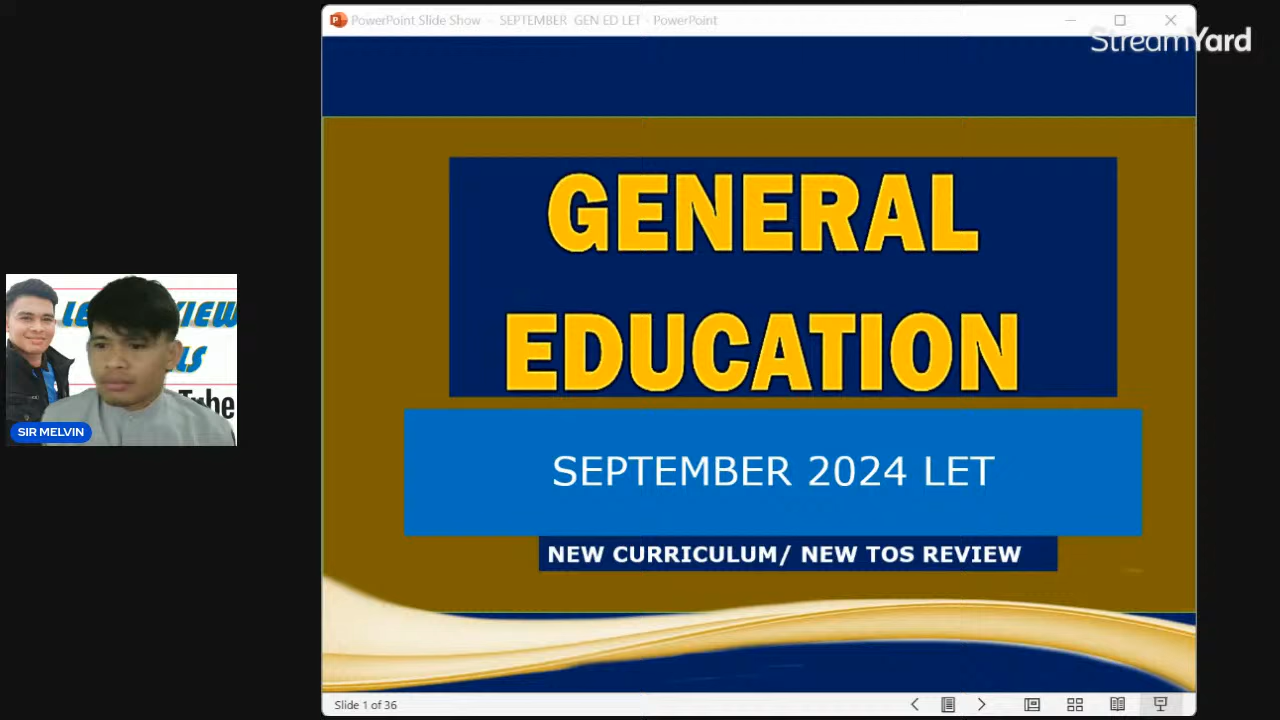 PowerPoint Slide Show - SEPTEMBER GEN ED LET - PowerPoint
StreamYard
GENERAL
EDUCATION
SEPTEMBER 2024 LET
NEW CURRICULUM/ NEW TOS REVIEW
SIR MELVIN
Slide 1 of 36